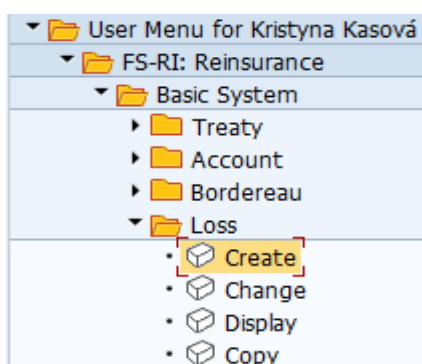 User Menu for Kristyna Kasová
FS-RI: Reinsurance
Basic System
Treaty
Account
Bordereau
Loss
Create
Change
Display
Copy